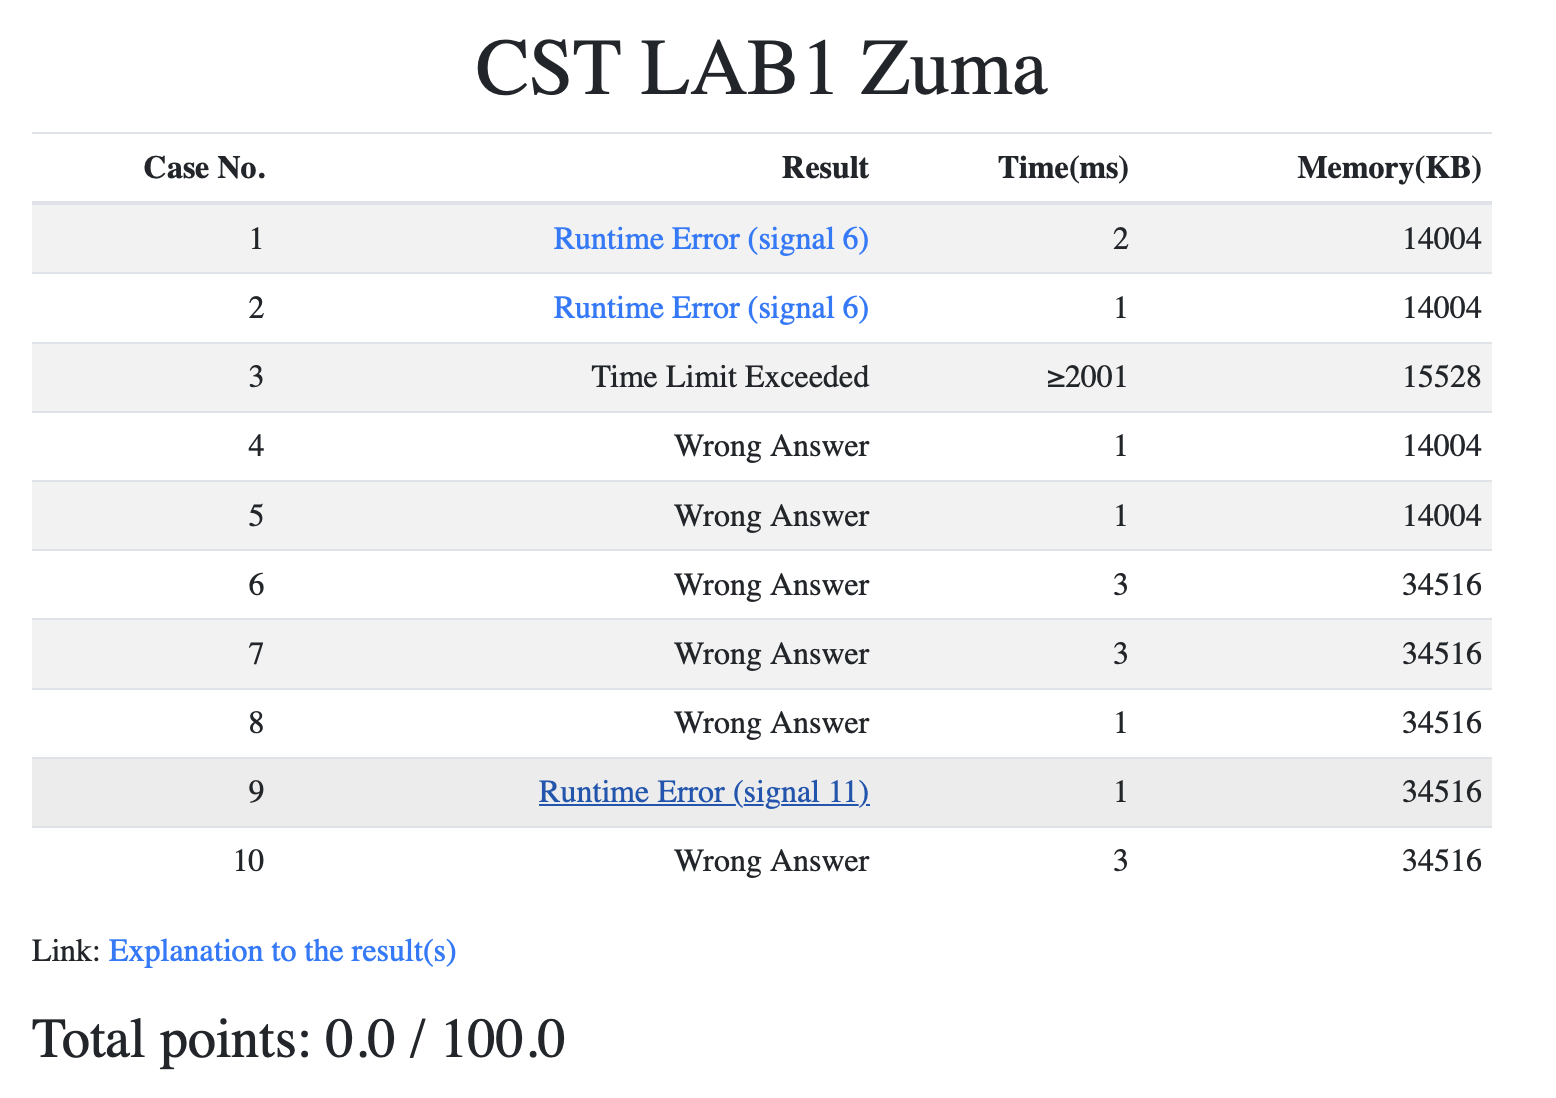 CST LAB1 Zuma
Case No. Result Time(ms) Memory(KB)
1 Runtime Error (signal 6) 2 14004
2 Runtime Error (signal 6) 1 14004
3 Time Limit Exceeded ≥2001 15528
4 Wrong Answer 1 14004
5 Wrong Answer 1 14004
6 Wrong Answer 3 34516
7 Wrong Answer 3 34516
8 Wrong Answer 1 34516
9 Runtime Error (signal 11) 1 34516
10 Wrong Answer 3 34516
Link: Explanation to the result(s)
Total points: 0.0 / 100.0